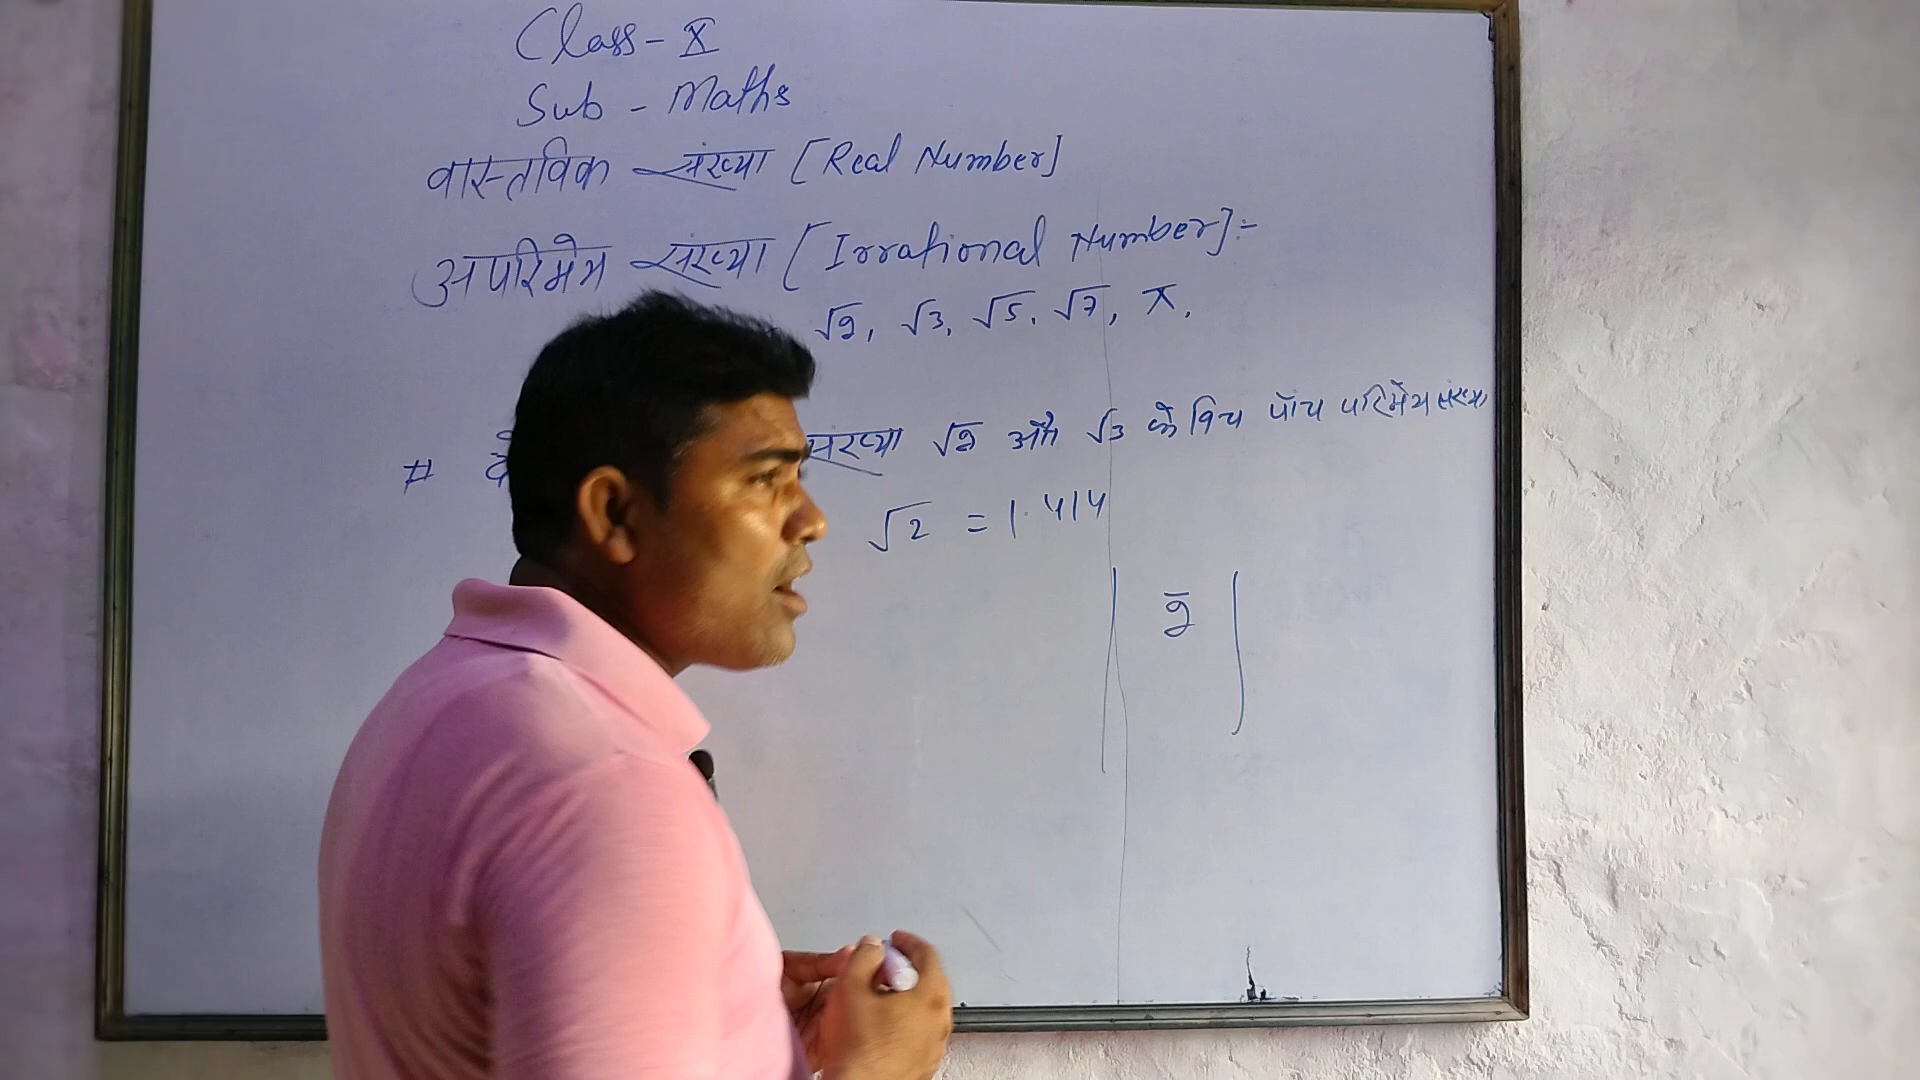 Class - X
Sub - Maths
वास्तविक संख्या [Real Number]
अपरिमेय संख्या [Irrational Number]:-
√2, √3, √5, √7, π,
# संख्या √2 और √3 के बिच पाँच परिमेय संख्या
√2 = 1.414
2